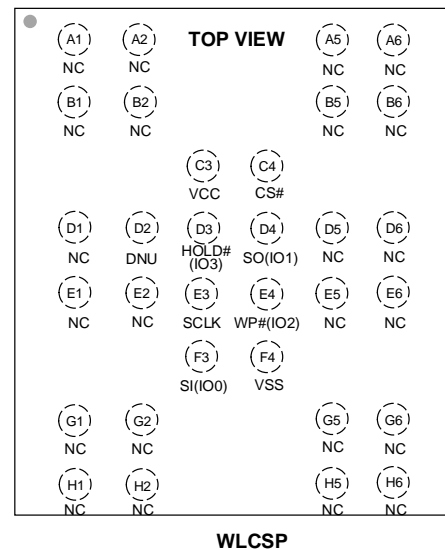 A1 A2 TOP VIEW A5 A6
NC NC NC NC
B1 B2 B5 B6
NC NC NC NC
C3 C4
VCC CS#
D1 D2 D3 D4 D5 D6
NC DNU HOLD# SO(IO1) NC NC
(IO3)
E1 E2 E3 E4 E5 E6
NC NC SCLK WP#(IO2) NC NC
F3 F4
SI(IO0) VSS
G1 G2 G5 G6
NC NC NC NC
H1 H2 H5 H6
NC NC NC NC
WLCSP